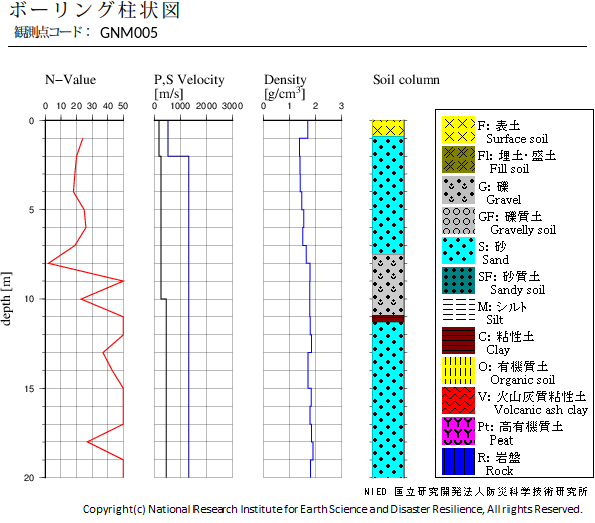 ボーリング柱状図
観測点コード： GNM005
N−Value
P,S Velocity
[m/s]
Density
[g/cm³]
Soil column
0 10 20 30 40 50
0 1000 2000 3000
0 1 2 3
0
5
10
15
20
depth [m]
F: 表土
Surface soil
Fl: 埋土・盛土
Fill soil
G: 礫
Gravel
GF: 礫質土
Gravelly soil
S: 砂
Sand
SF: 砂質土
Sandy soil
M: シルト
Silt
C: 粘性土
Clay
O: 有機質土
Organic soil
V: 火山灰質粘性土
Volcanic ash clay
Pt: 高有機質土
Peat
R: 岩盤
Rock
NIED 国立研究開発法人防災科学技術研究所
Copyright(c) National Research Institute for Earth Science and Disaster Resilience, All rights Reserved.